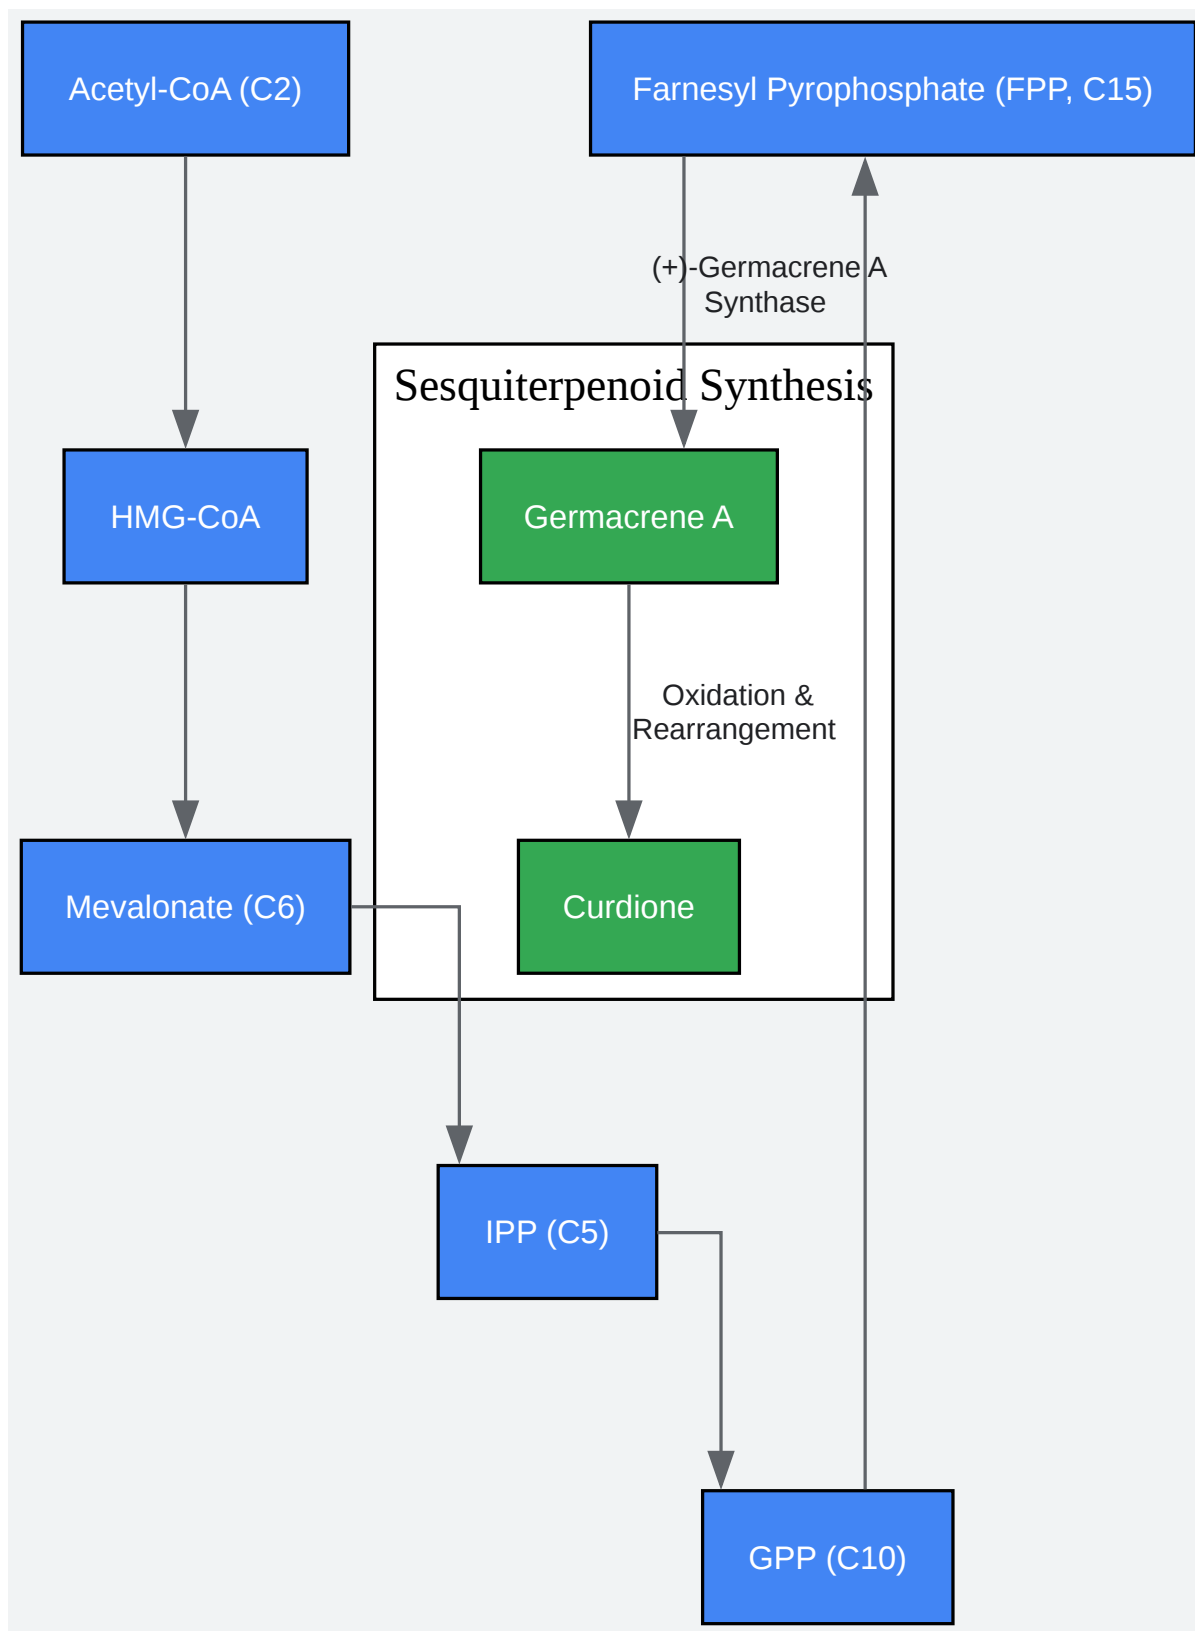 Acetyl-CoA (C2)
Farnesyl Pyrophosphate (FPP, C15)
(+)-Germacrene A
Synthase
Sesquiterpenoid Synthesis
HMG-CoA
Germacrene A
Oxidation &
Rearrangement
Mevalonate (C6)
Curdione
IPP (C5)
GPP (C10)